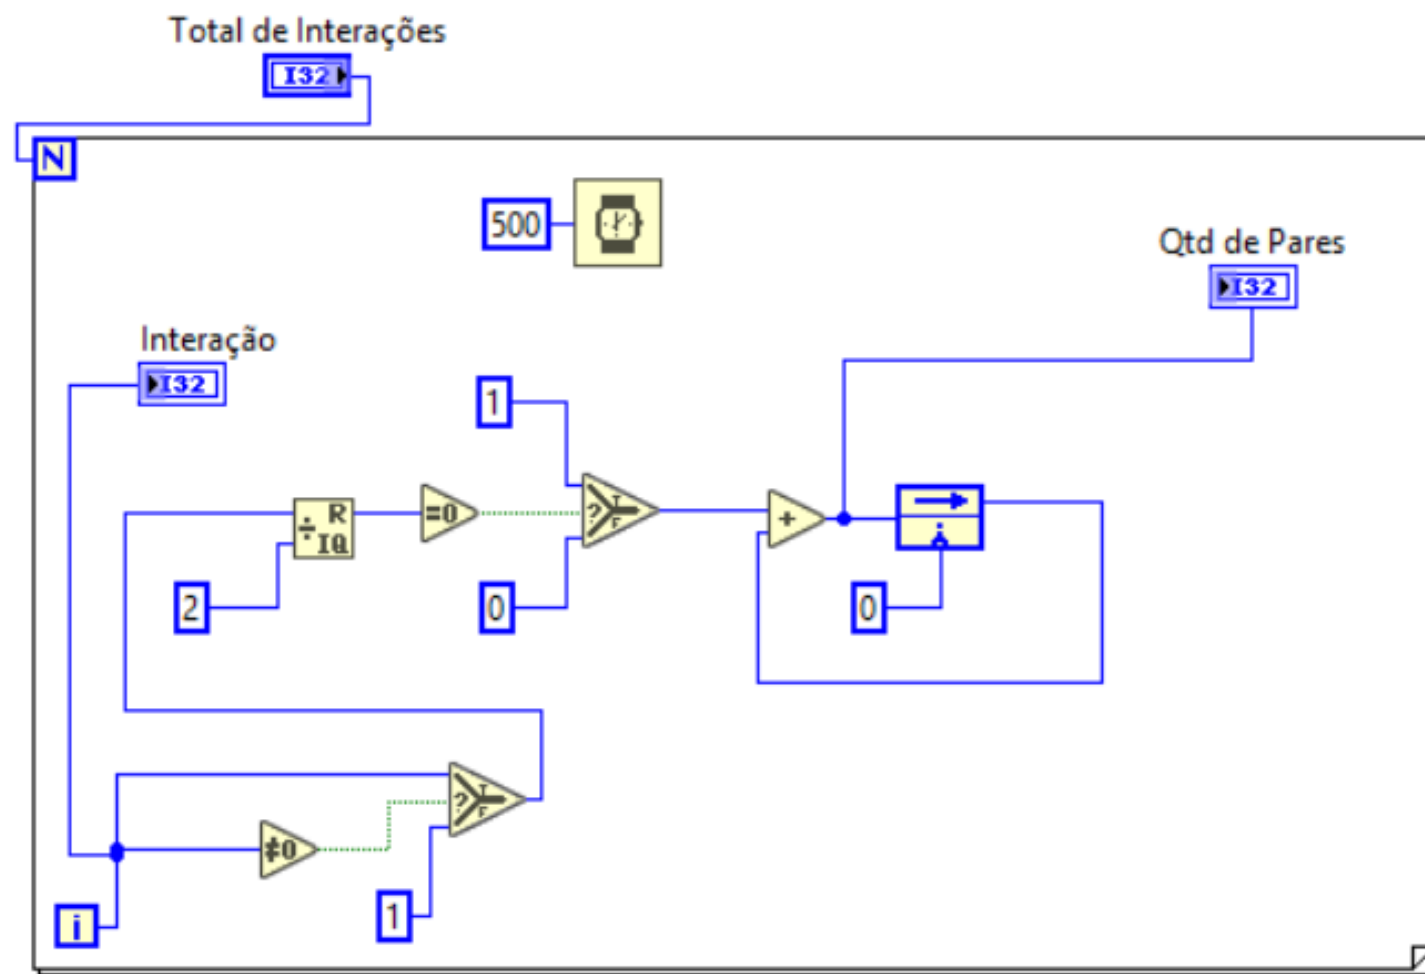 Total de Interações
I32
N
500
Qtd de Pares
I32
Interação
I32
1
R
÷
IQ
=0
?
T
F
+
i
2
0
0
?
T
F
≠0
1
i